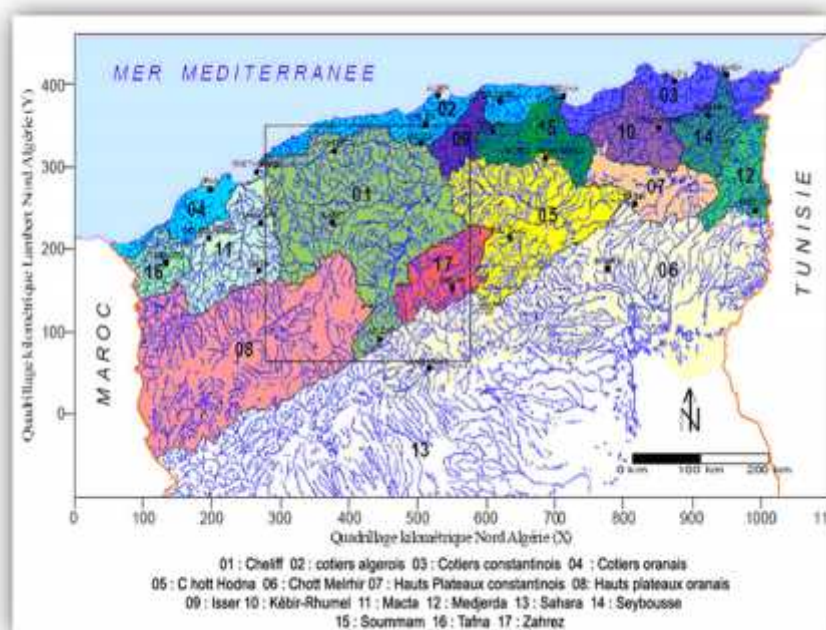 MER MEDITERRANEE
Quadrillage kilométrique Lambert Nord Algérie (Y)
400
300
200
100
0
02
03
15
10
14
09
01
04
07
12
05
11
16
17
06
08
13
MAROC
TUNISIE
N
0 km 100 km 200 km
0 100 200 300 400 500 600 700 800 900 1000
Quadrillage kilométrique Nord Algérie (X)
01 : Cheliff 02 : cotiers algerois 03 : Cotiers constantinois 04 : Cotiers oranais
05 : C hott Hodna 06 : Chott Melrhir 07 : Hauts Plateaux constantinois 08: Hauts plateaux oranais
09 : Isser 10 : Kébir-Rhumel 11 : Macta 12 : Medjerda 13 : Sahara 14 : Seybousse
15 : Soummam 16 : Tafna 17 : Zahrez